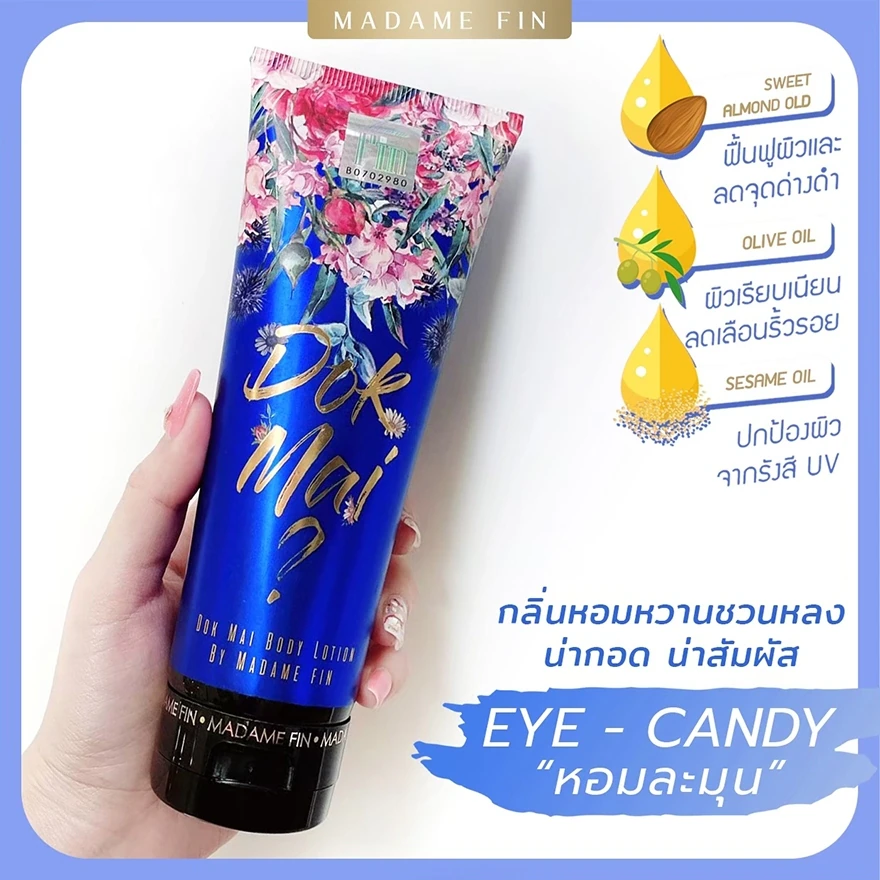 MADAME FIN
Fin
B0702980
Dok
Mai
?
DOK MAI BODY LOTION
BY MADAME FIN
MADAME FIN • MADAME FIN • MADA
SWEET
ALMOND OLD
ฟื้นฟูผิวและ
ลดจุดด่างดำ
OLIVE OIL
ผิวเรียบเนียน
ลดเลือนริ้วรอย
SESAME OIL
ปกป้องผิว
จากรังสี UV
กลิ่นหอมหวานชวนหลง
น่ากอด น่าสัมผัส
EYE - CANDY
“หอมละมุน”